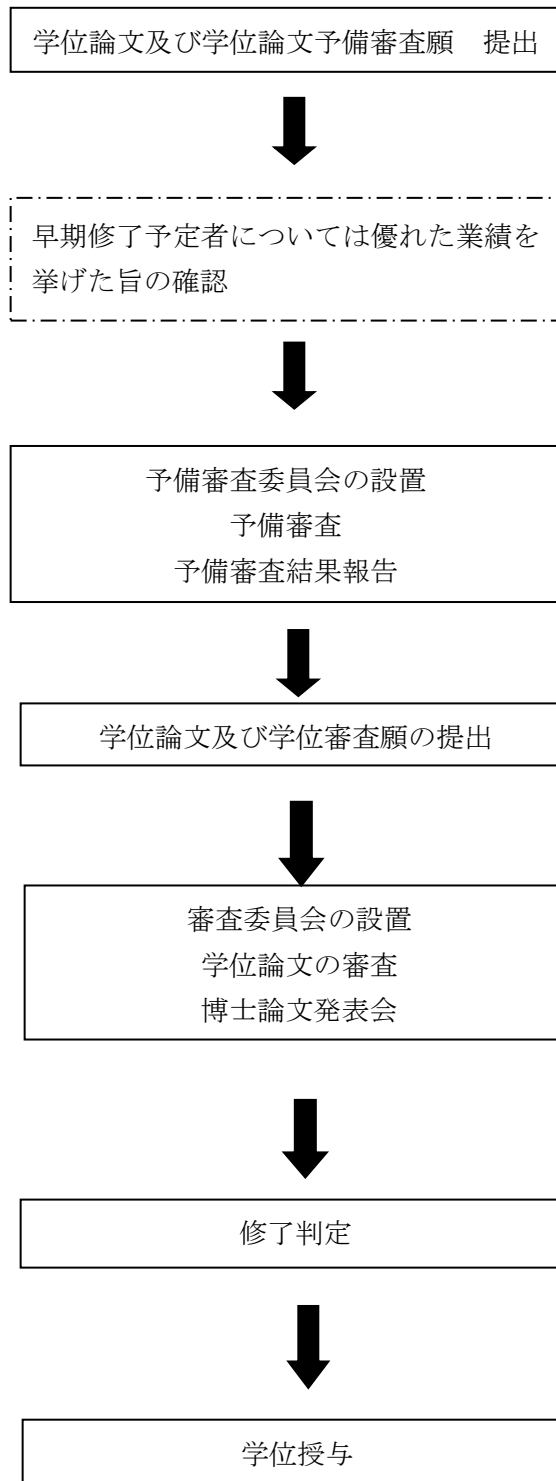 学位論文及び学位論文予備審査願　提出
早期修了予定者については優れた業績を
挙げた旨の確認
予備審査委員会の設置
予備審査
予備審査結果報告
学位論文及び学位審査願の提出
審査委員会の設置
学位論文の審査
博士論文発表会
修了判定
学位授与